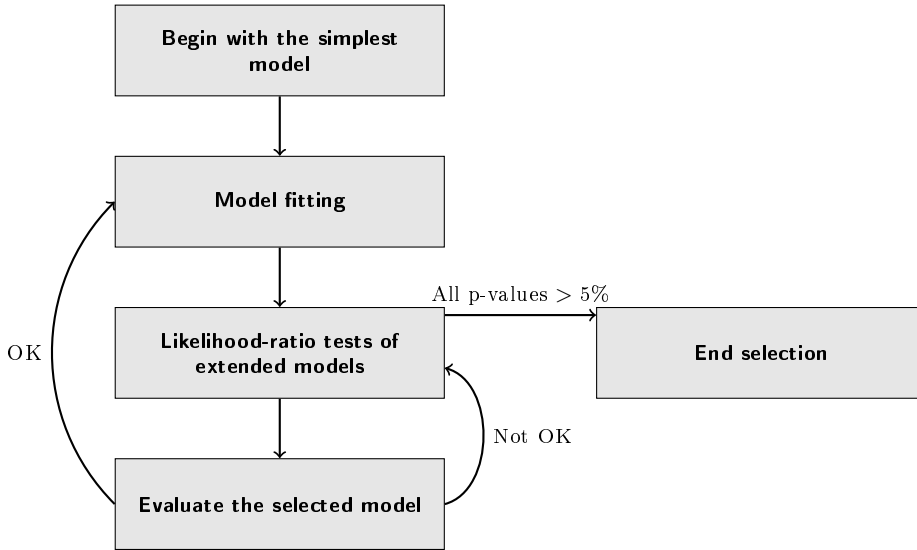 Begin with the simplest
model
Model fitting
All p-values > 5%
Likelihood-ratio tests of
extended models
End selection
OK
Not OK
Evaluate the selected model